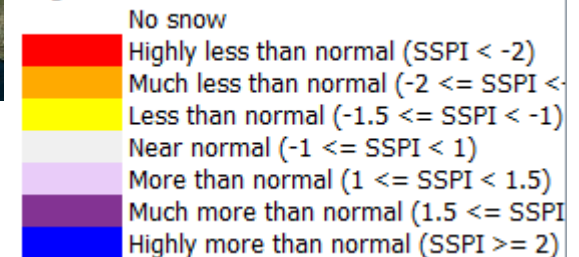 No snow
Highly less than normal (SSPI < -2)
Much less than normal (-2 <= SSPI <-
Less than normal (-1.5 <= SSPI < -1)
Near normal (-1 <= SSPI < 1)
More than normal (1 <= SSPI < 1.5)
Much more than normal (1.5 <= SSPI
Highly more than normal (SSPI >= 2)